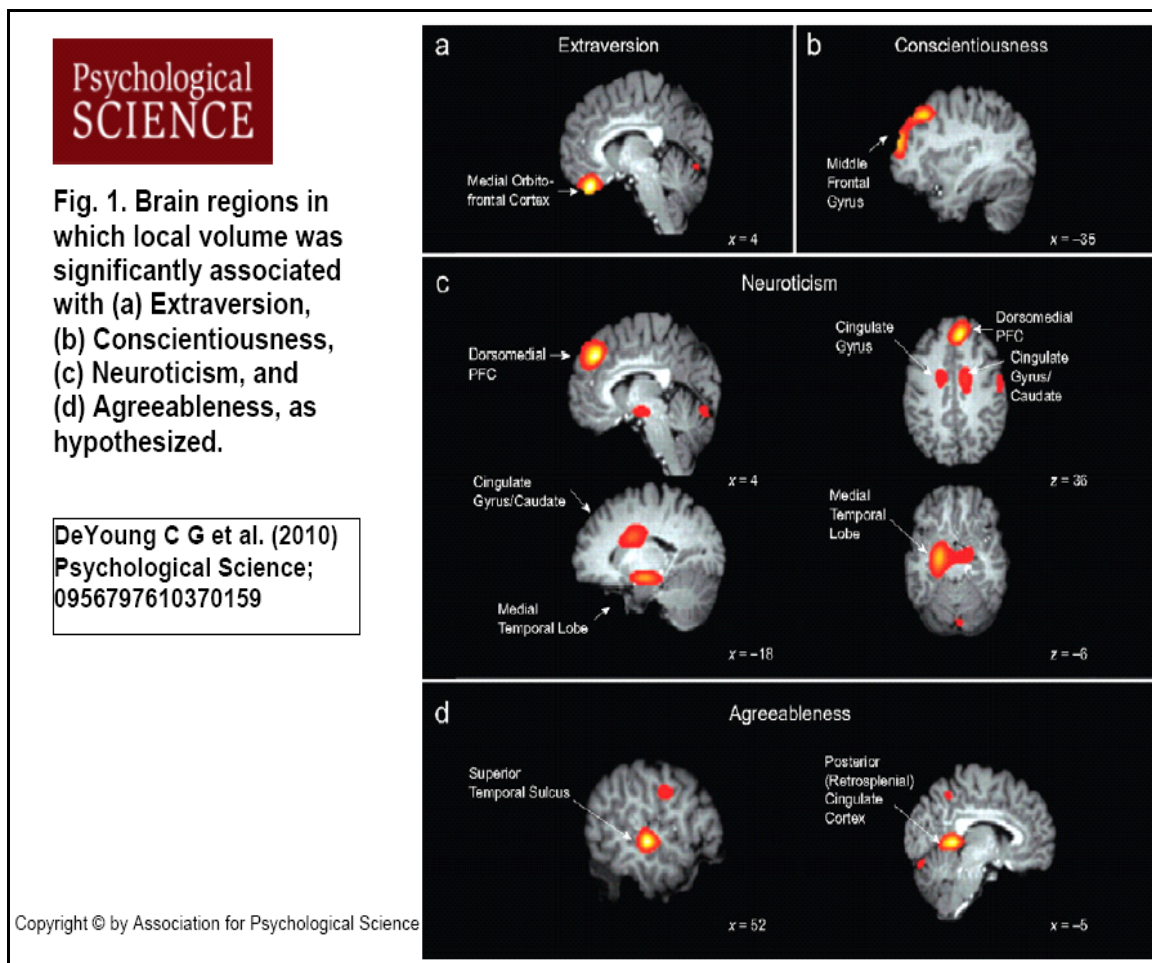 Psychological
SCIENCE
Fig. 1. Brain regions in
which local volume was
significantly associated
with (a) Extraversion,
(b) Conscientiousness,
(c) Neuroticism, and
(d) Agreeableness, as
hypothesized.
DeYoung C G et al. (2010)
Psychological Science;
0956797610370159
Copyright © by Association for Psychological Science
a
Extraversion
Medial Orbito-
frontal Cortex
x = 4
b
Conscientiousness
Middle
Frontal
Gyrus
x = –35
c
Neuroticism
Dorsomedial
PFC
x = 4
Cingulate
Gyrus
Dorsomedial
PFC
Cingulate
Gyrus/
Caudate
z = 36
Cingulate
Gyrus/Caudate
Medial
Temporal Lobe
x = –18
Medial
Temporal
Lobe
z = –6
d
Agreeableness
Superior
Temporal Sulcus
x = 52
Posterior
(Retrosplenial)
Cingulate
Cortex
x = –5